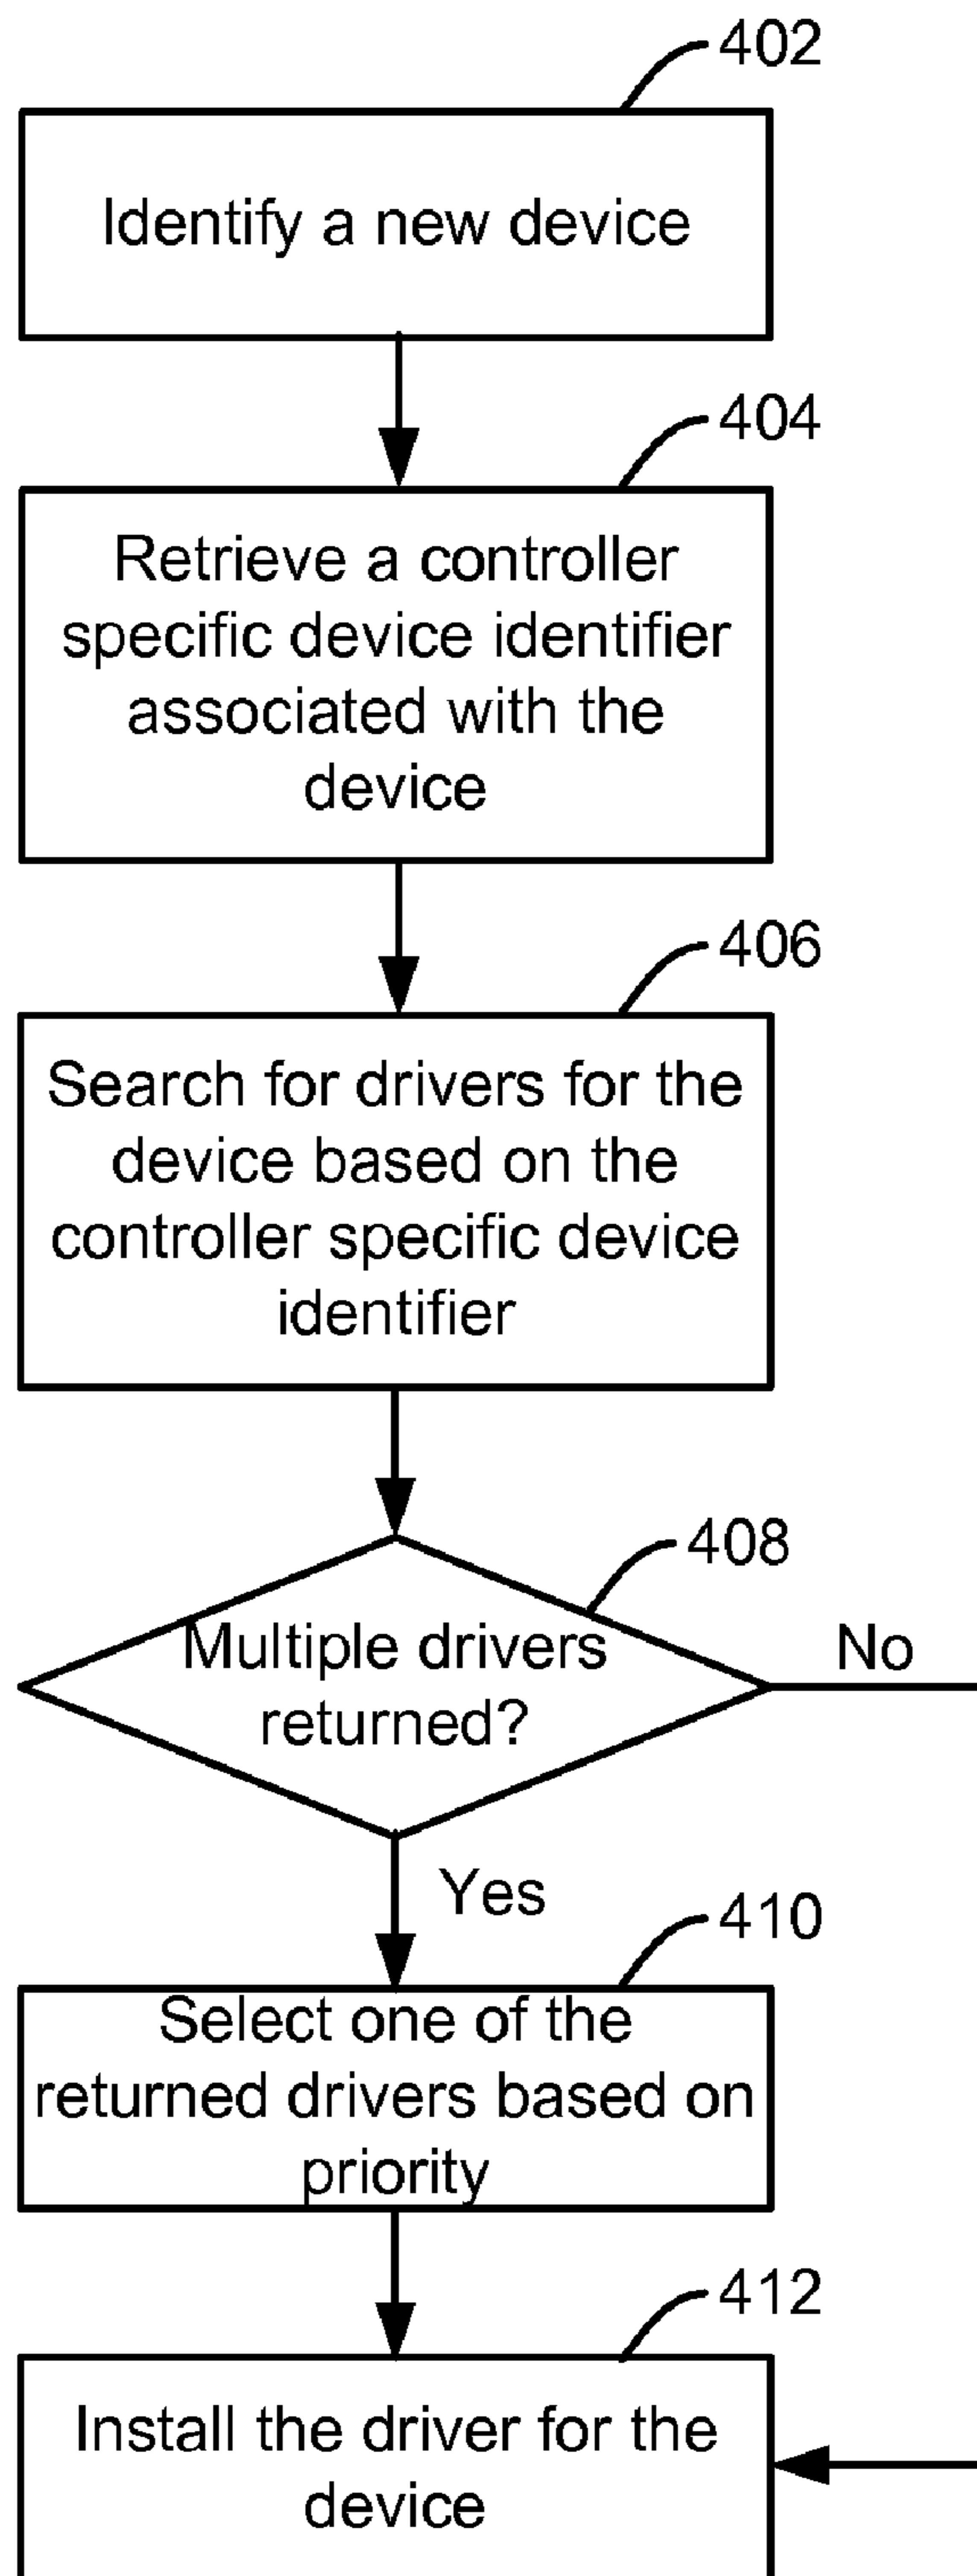 402
Identify a new device
404
Retrieve a controller
specific device identifier
associated with the
device
406
Search for drivers for the
device based on the
controller specific device
identifier
408
Multiple drivers
returned?
No
Yes
410
Select one of the
returned drivers based on
priority
412
Install the driver for the
device